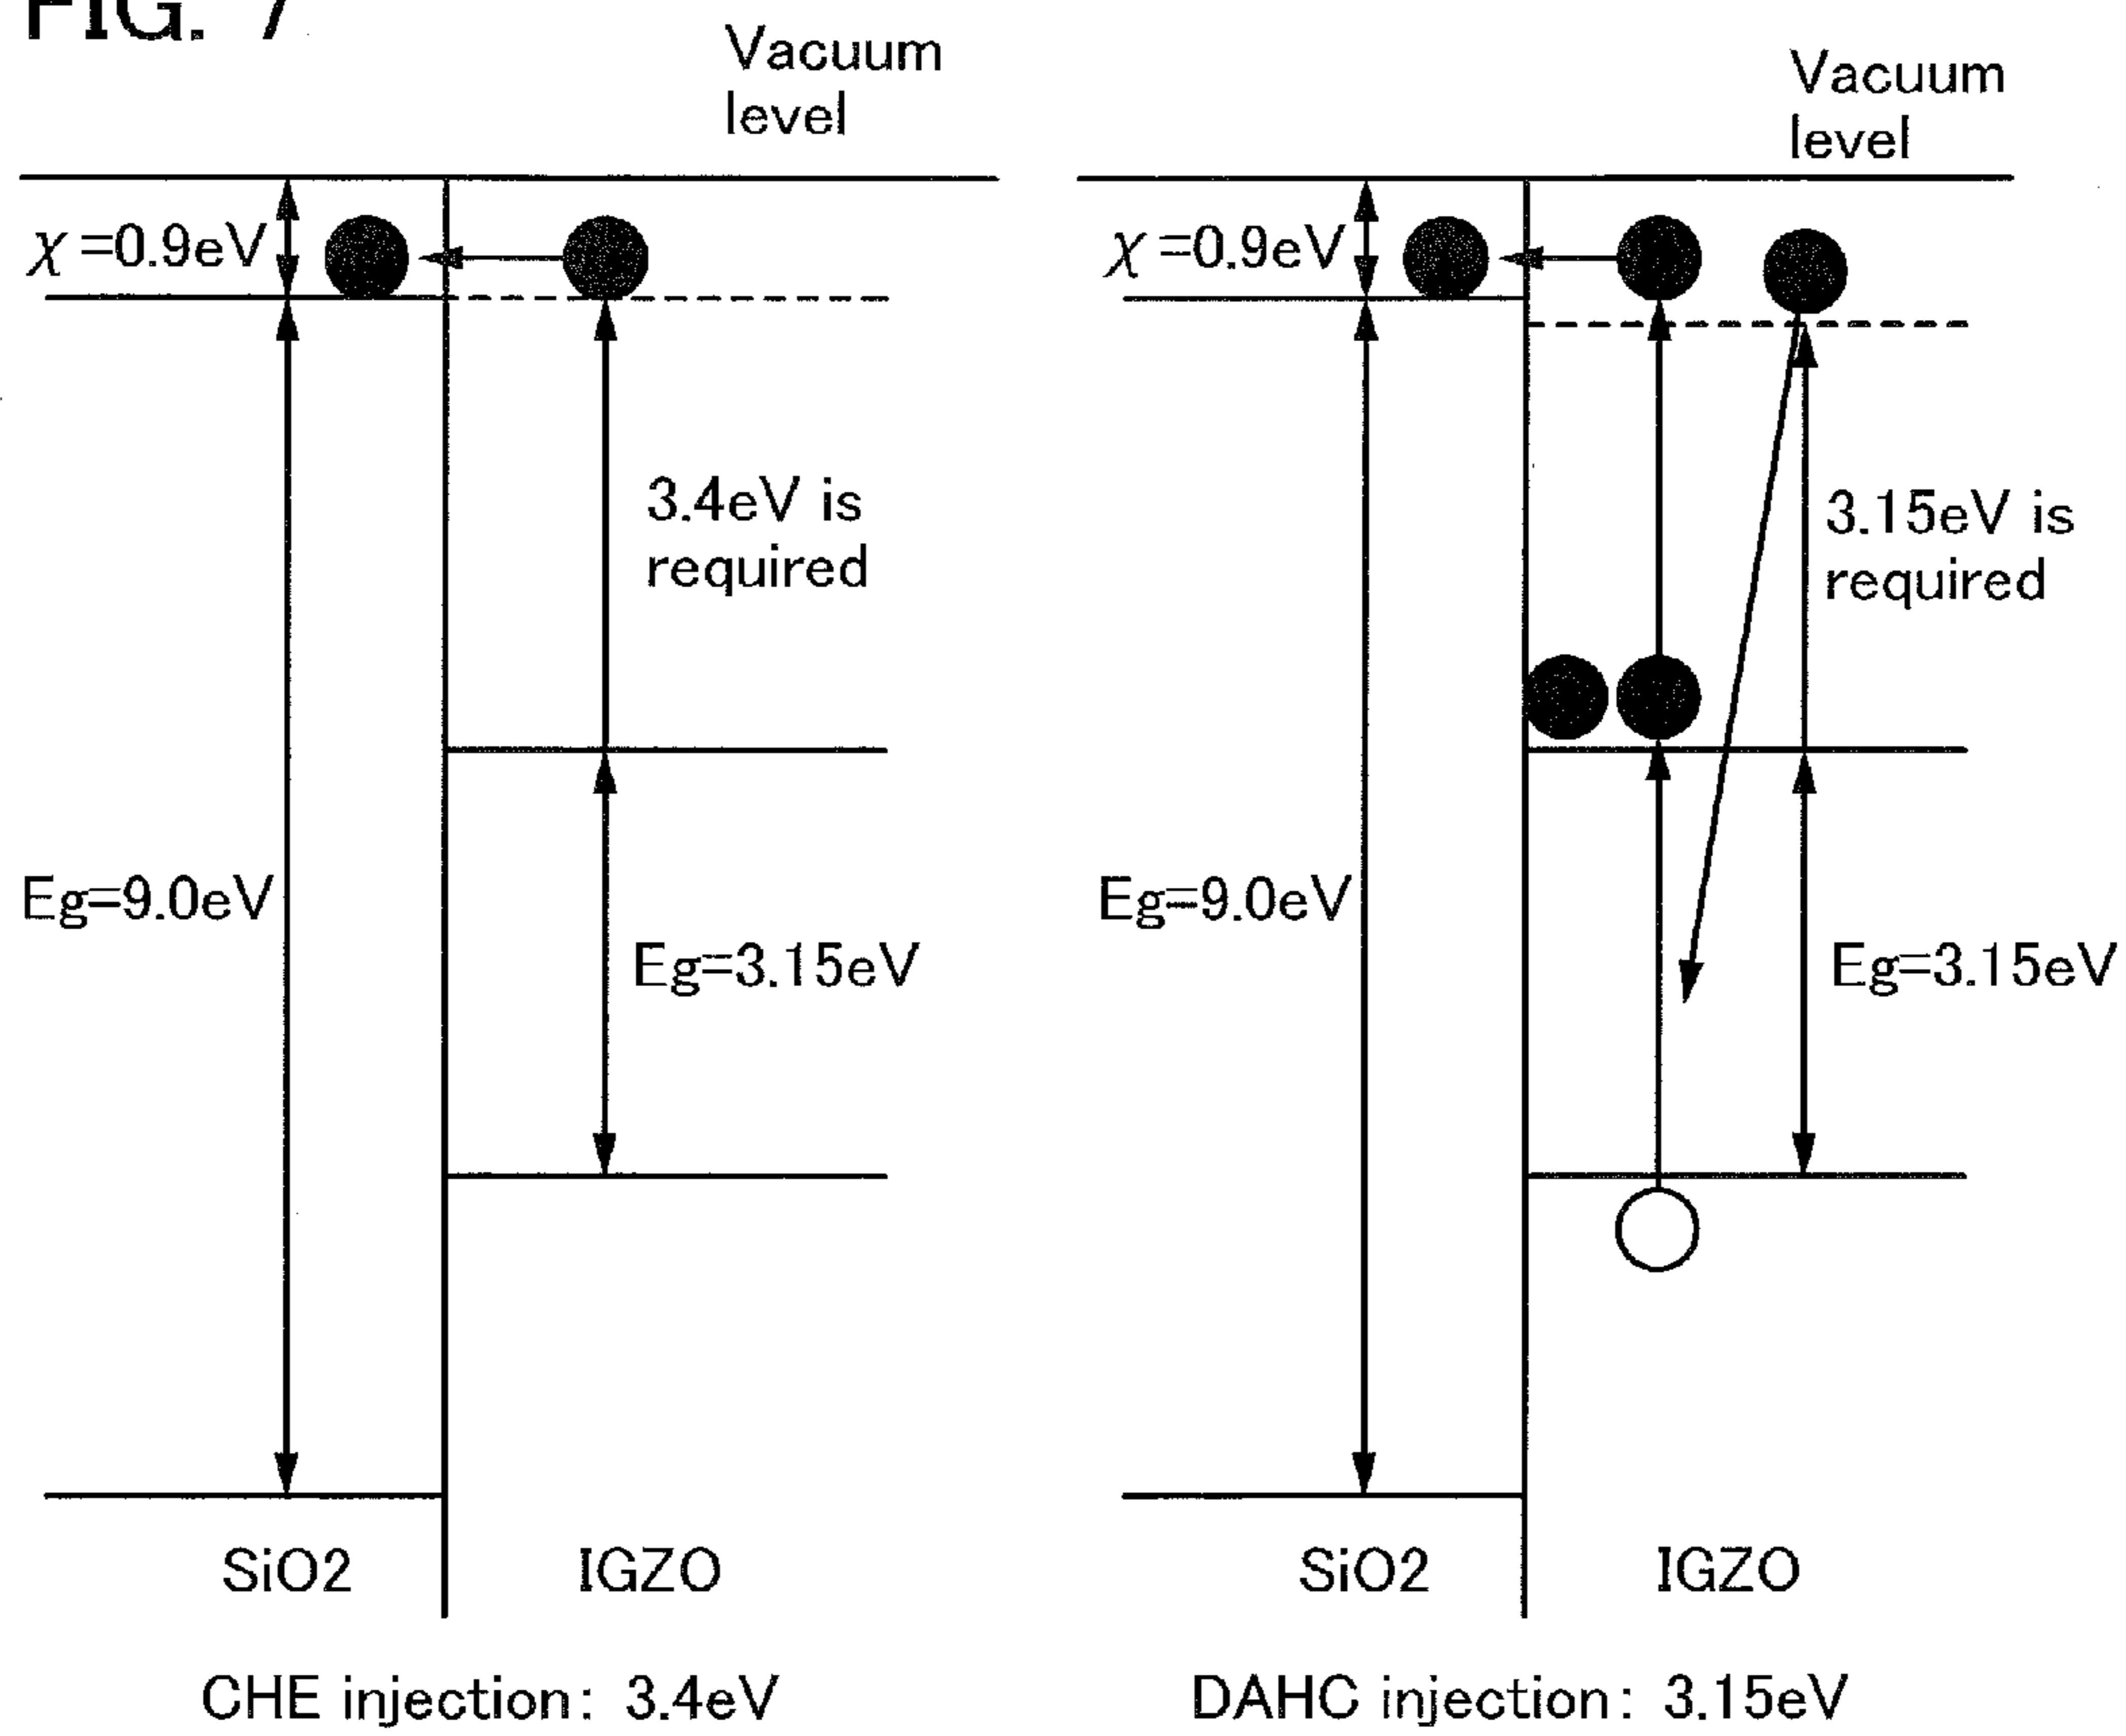 FIG. 7
Vacuum
level
χ=0.9eV
3.4eV is
required
Eg=9.0eV
Eg=3.15eV
SiO2
IGZO
CHE injection: 3.4eV
Vacuum
level
χ=0.9eV
3.15eV is
required
Eg=9.0eV
Eg=3.15eV
SiO2
IGZO
DAHC injection: 3.15eV